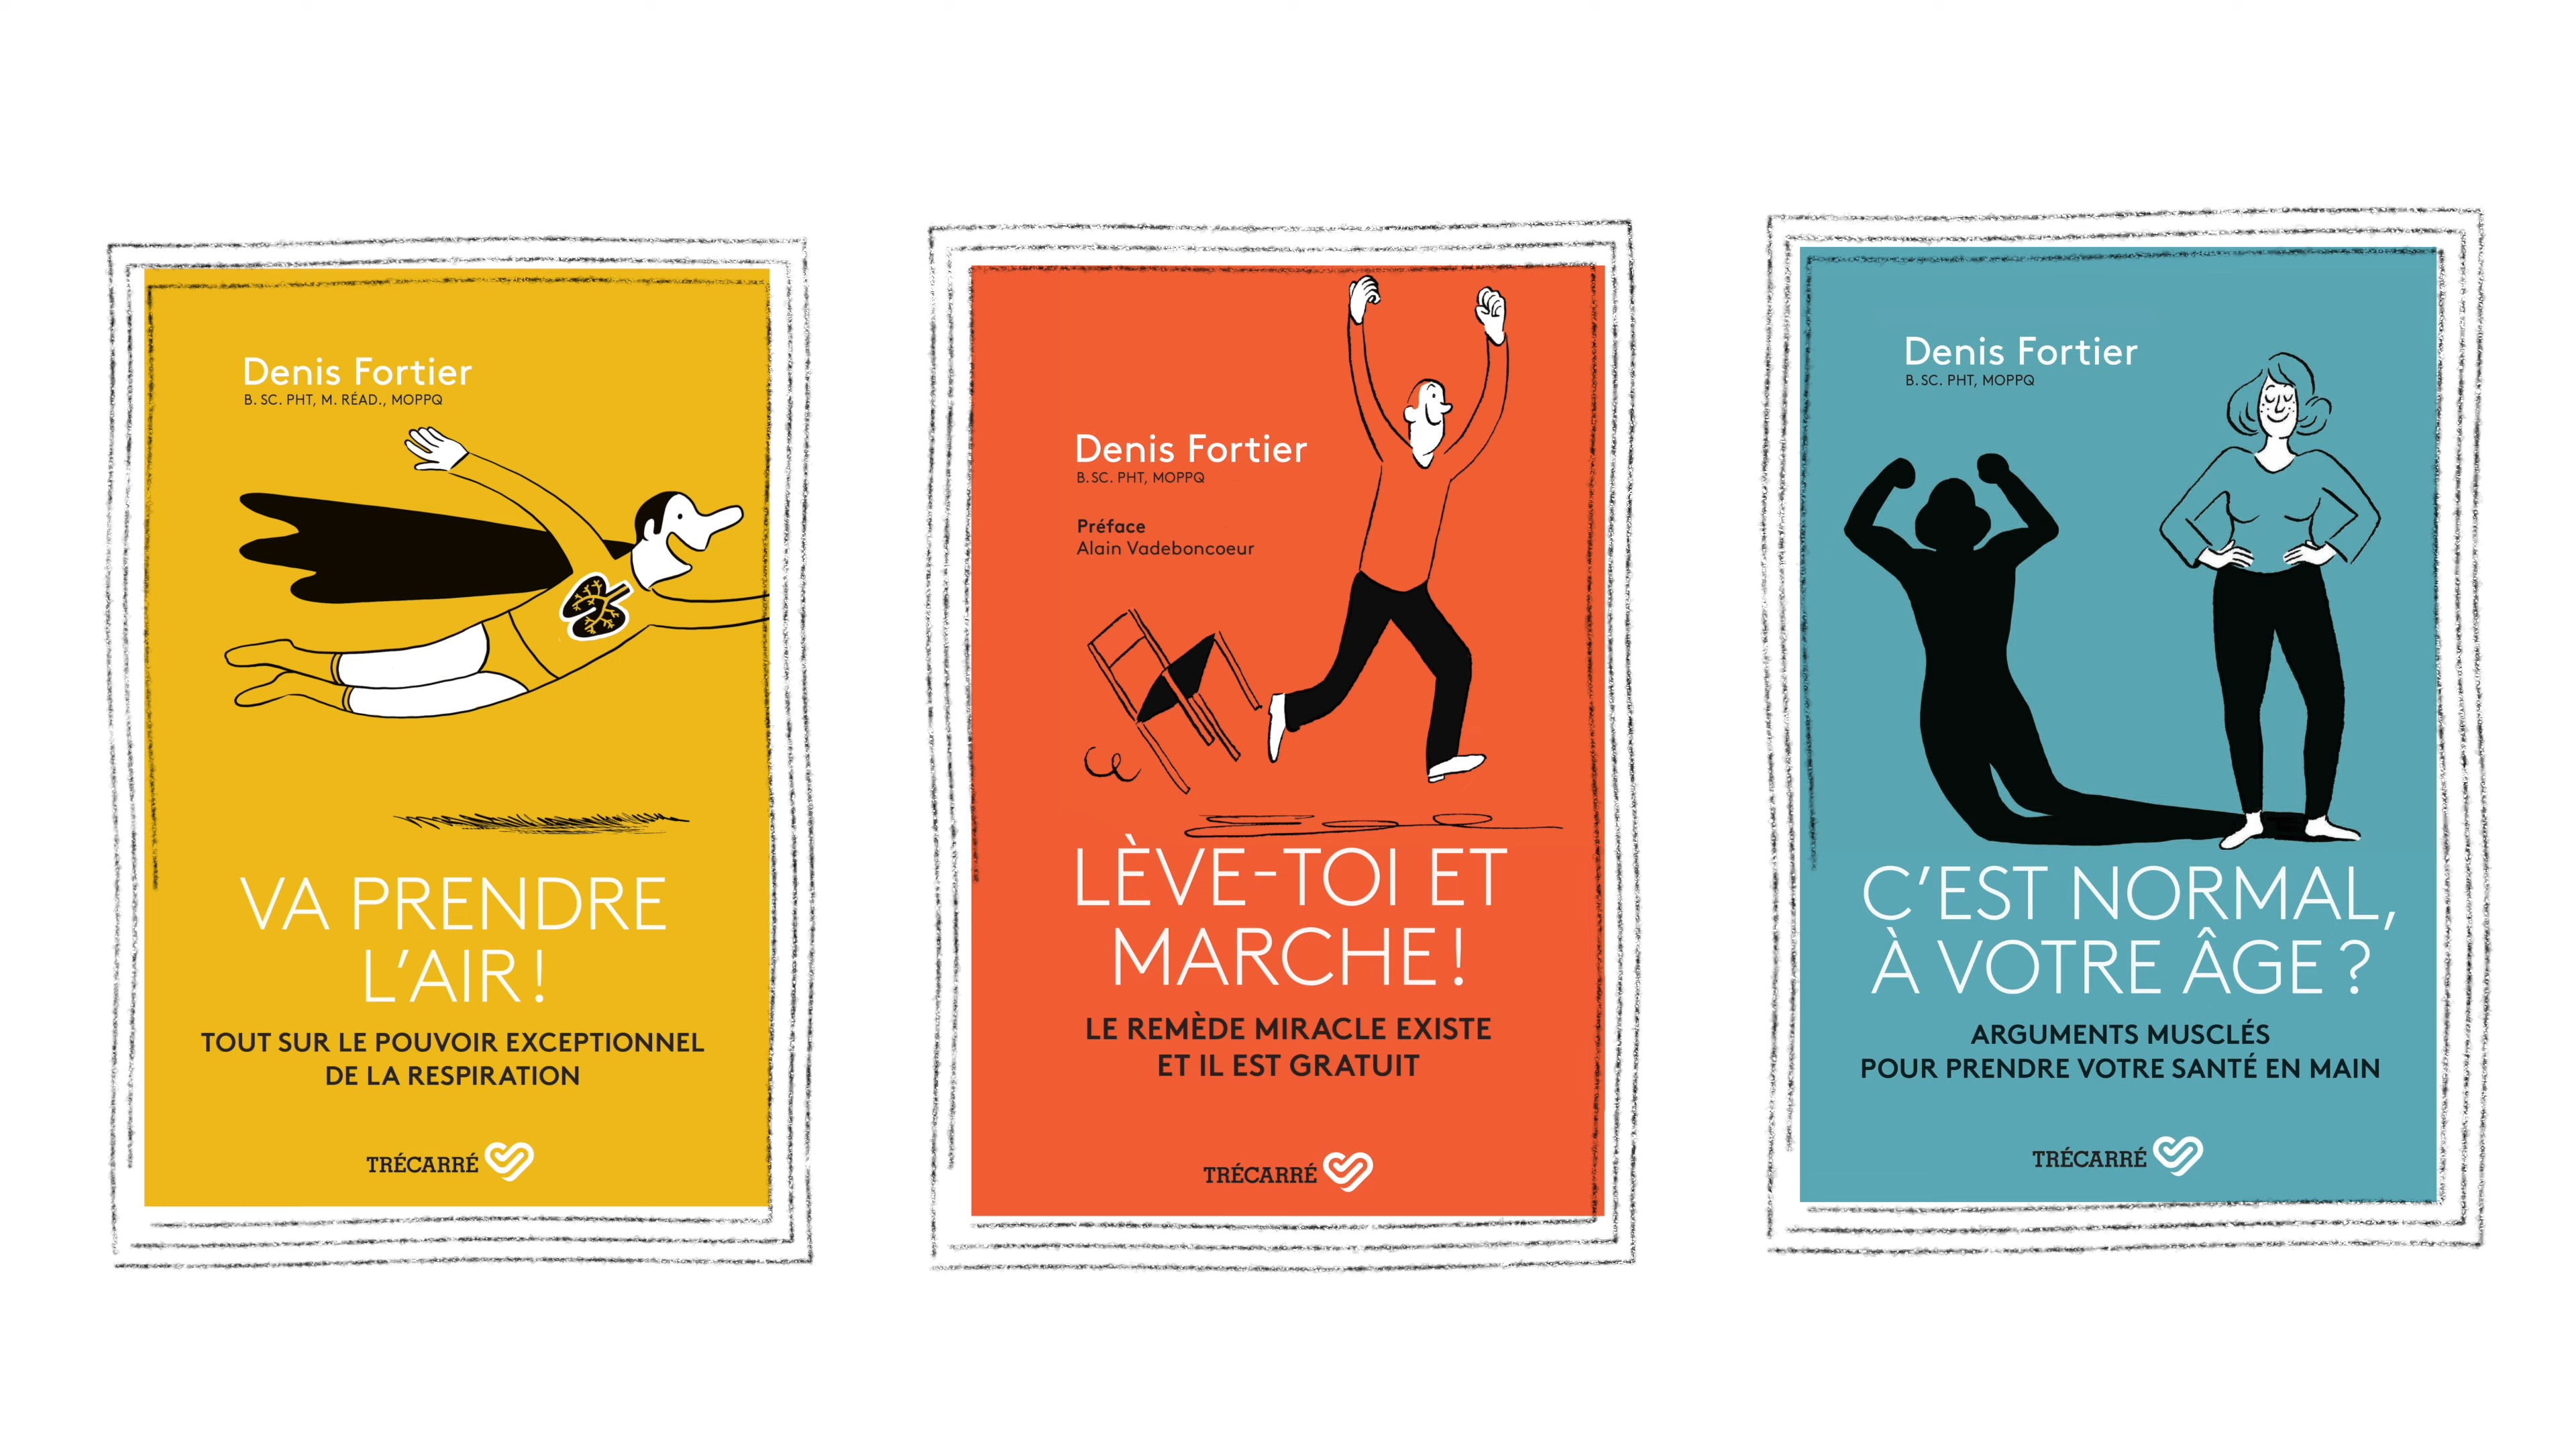 Denis Fortier
B. SC. PHT, M. RÉAD., MOPPQ
VA PRENDRE
L'AIR !
TOUT SUR LE POUVOIR EXCEPTIONNEL
DE LA RESPIRATION
TRÉCARRÉ
Denis Fortier
B. SC. PHT, MOPPQ
Préface
Alain Vadeboncoeur
LÈVE-TOI ET
MARCHE !
LE REMÈDE MIRACLE EXISTE
ET IL EST GRATUIT
TRÉCARRÉ
Denis Fortier
B. SC. PHT, MOPPQ
C'EST NORMAL,
À VOTRE ÂGE ?
ARGUMENTS MUSCLÉS
POUR PRENDRE VOTRE SANTÉ EN MAIN
TRÉCARRÉ